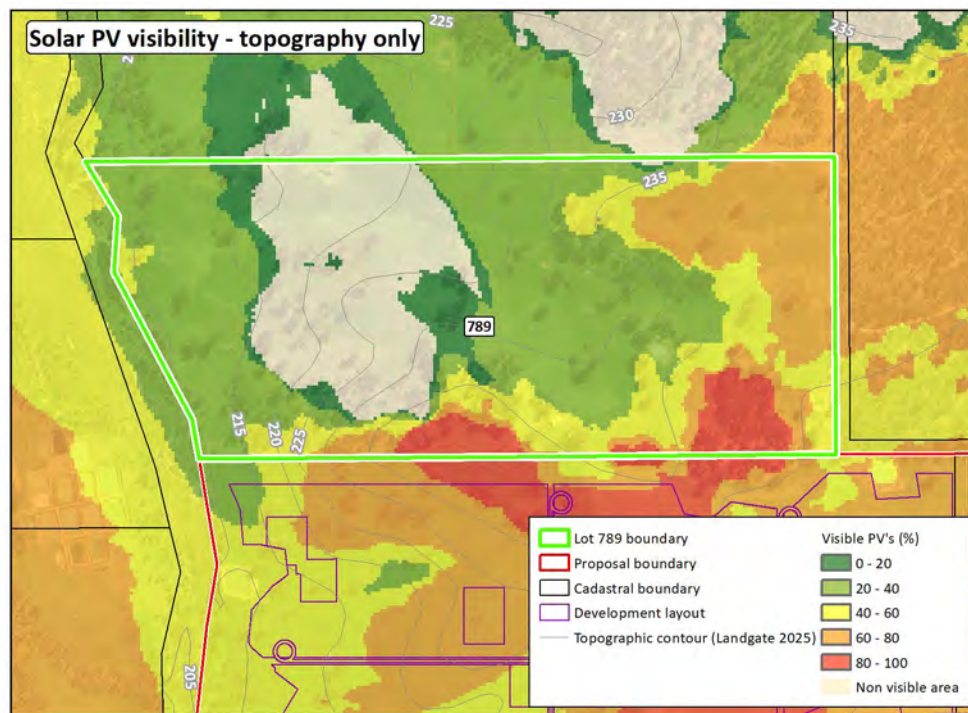 Solar PV visibility - topography only
225
235
230
235
789
215
220
225
205
Lot 789 boundary
Proposal boundary
Cadastral boundary
Development layout
Topographic contour (Landgate 2025)
Visible PV's (%)
0 - 20
20 - 40
40 - 60
60 - 80
80 - 100
Non visible area